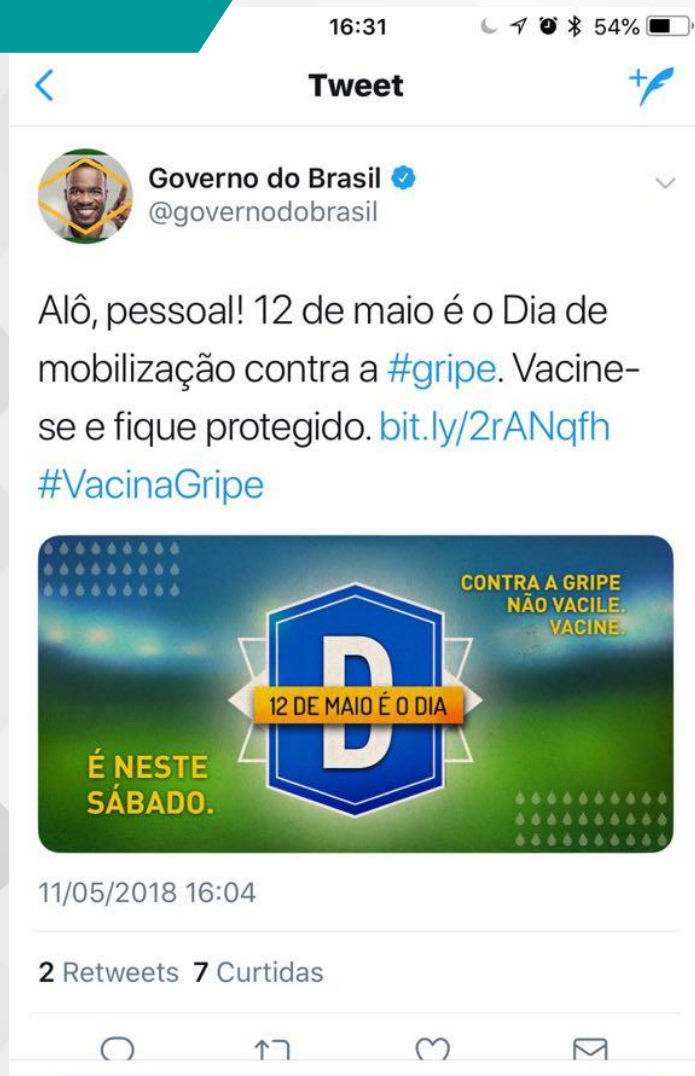 16:31 54%
Tweet
Governo do Brasil
@governodobrasil
Alô, pessoal! 12 de maio é o Dia de
mobilização contra a #gripe. Vacine-
se e fique protegido. bit.ly/2rANqfh
#VacinaGripe
CONTRA A GRIPE
NÃO VACILE.
VACINE.
D
12 DE MAIO É O DIA
É NESTE
SÁBADO.
11/05/2018 16:04
2 Retweets 7 Curtidas